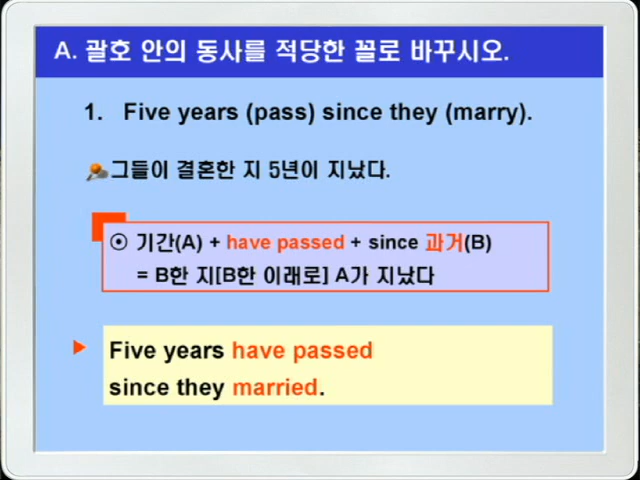 A. 괄호 안의 동사를 적당한 꼴로 바꾸시오.
1. Five years (pass) since they (marry).
그들이 결혼한 지 5년이 지났다.
⊙ 기간(A) + have passed + since 과거(B)
= B한 지[B한 이래로] A가 지났다
▶ Five years have passed
since they married.